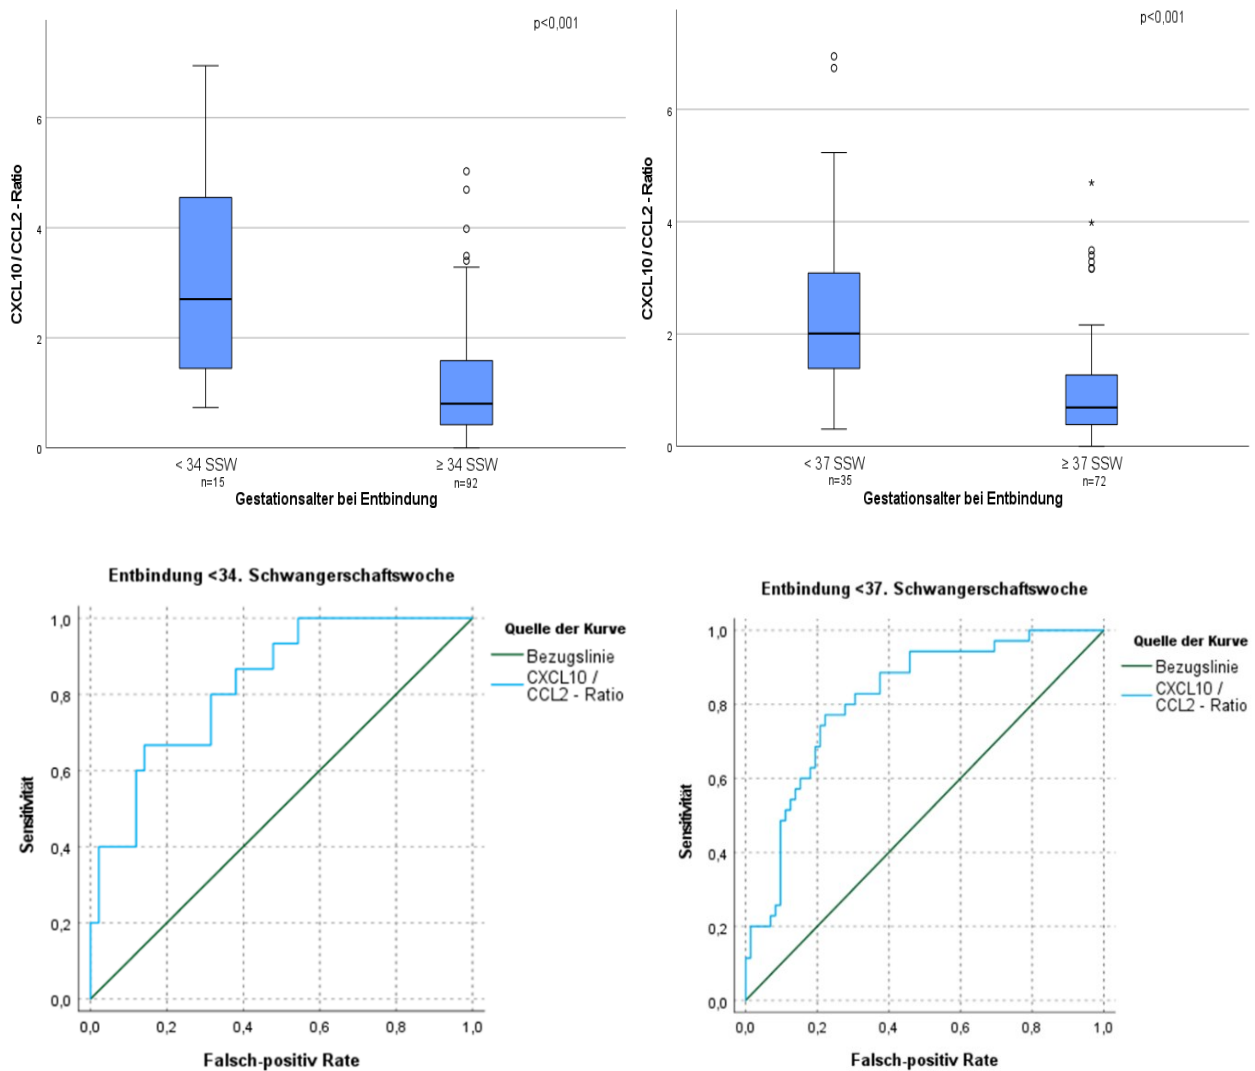 p<0,001
CXCL10 / CCL2 - Ratio
6
4
2
0
< 34 SSW
n=15
≥ 34 SSW
n=92
Gestationsalter bei Entbindung
p<0,001
CXCL10 / CCL2 - Ratio
6
4
2
0
< 37 SSW
n=35
≥ 37 SSW
n=72
Gestationsalter bei Entbindung
Entbindung <34. Schwangerschaftswoche
Sensitivität
1,0
0,8
0,6
0,4
0,2
0,0
0,0 0,2 0,4 0,6 0,8 1,0
Falsch-positiv Rate
Quelle der Kurve
Bezugslinie
CXCL10 /
CCL2 - Ratio
Entbindung <37. Schwangerschaftswoche
Sensitivität
1,0
0,8
0,6
0,4
0,2
0,0
0,0 0,2 0,4 0,6 0,8 1,0
Falsch-positiv Rate
Quelle der Kurve
Bezugslinie
CXCL10 /
CCL2 - Ratio